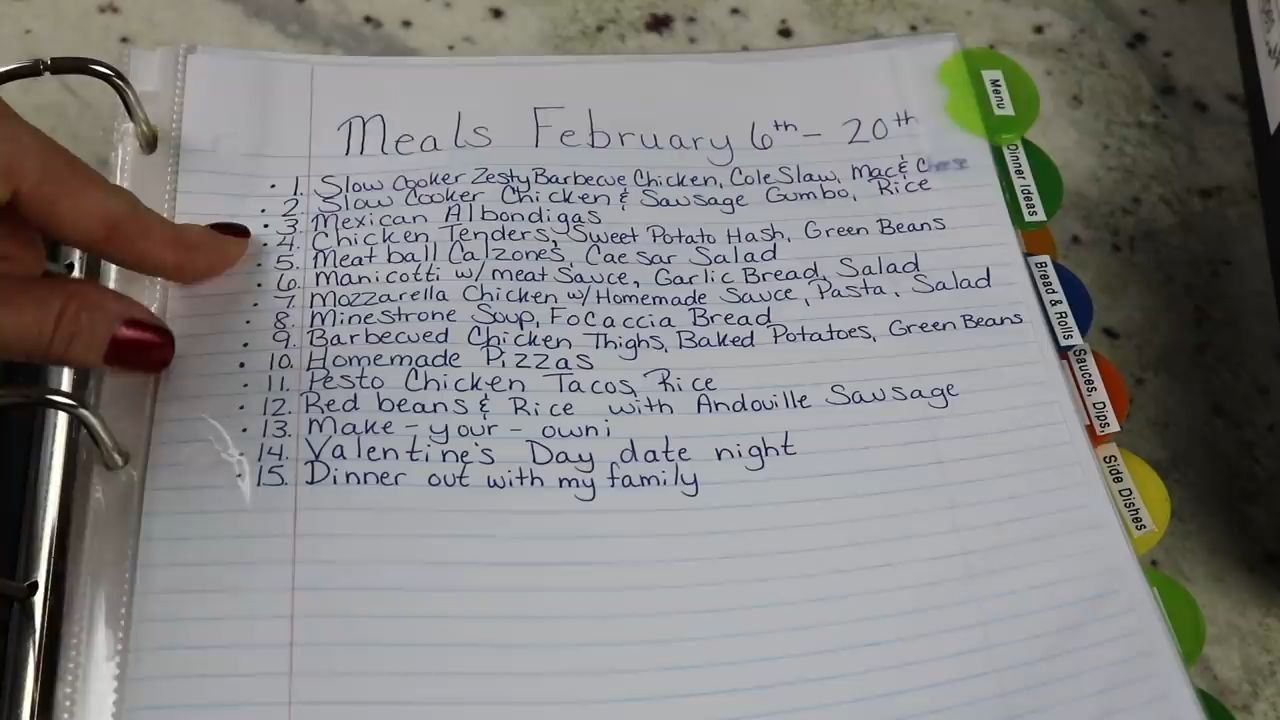 Meals February 6th - 20th
· 1. Slow Cooker Zesty Barbecue Chicken, Cole Slaw, Mac & Cheese
· 2. Slow Cooker Chicken & Sausage Gumbo, Rice
· 3. Mexican Albondigas
· 4. Chicken Tenders, Sweet Potato Hash, Green Beans
· 5. Meatball Calzones, Caesar Salad
· 6. Manicotti w/ meat Sauce, Garlic Bread, Salad
· 7. Mozzarella Chicken w/ Homemade Sauce, Pasta, Salad
· 8. Minestrone Soup, Focaccia Bread
· 9. Barbecued Chicken Thighs, Baked Potatoes, Green Beans
· 10. Homemade Pizzas
· 11. Pesto Chicken Tacos, Rice
· 12. Red beans & Rice with Andouille Sausage
· 13. Make-your-own;
· 14. Valentine's Day date night
15. Dinner out with my family
Menu
Dinner Ideas
Bread & Rolls
Sauces, Dips,
Side Dishes